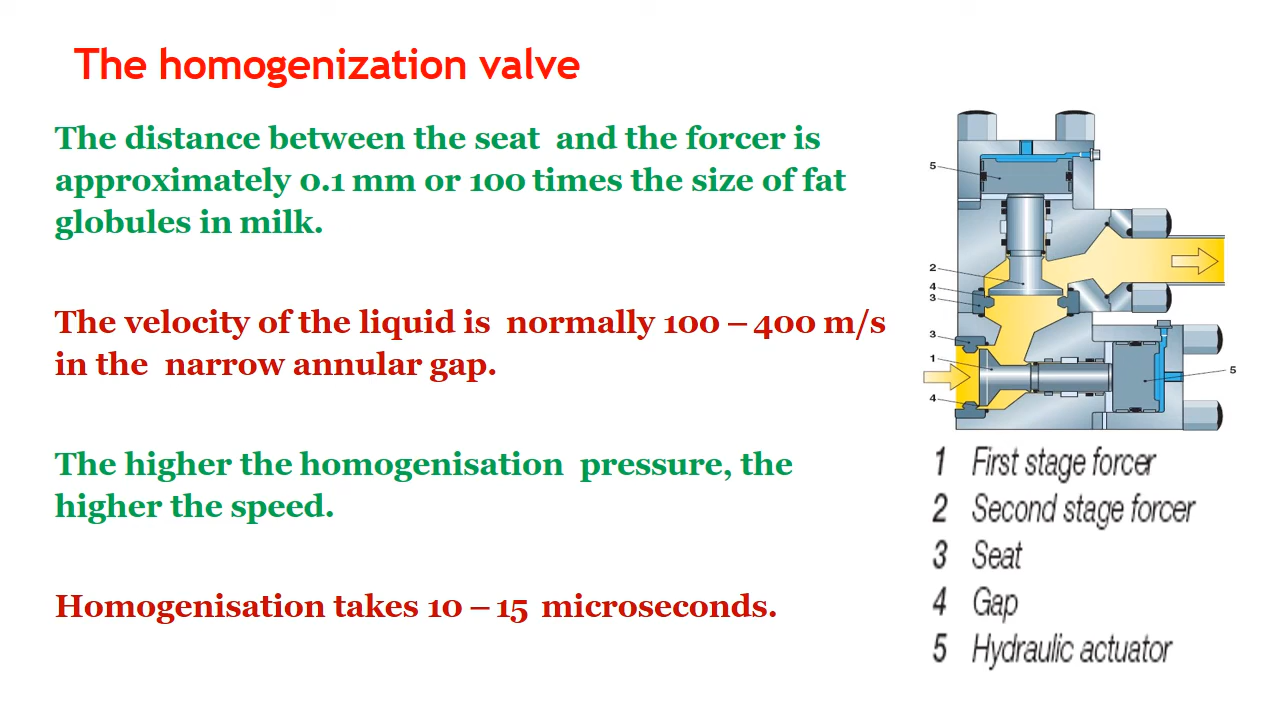 The homogenization valve
The distance between the seat and the forcer is
approximately 0.1 mm or 100 times the size of fat
globules in milk.
The velocity of the liquid is normally 100 – 400 m/s
in the narrow annular gap.
The higher the homogenisation pressure, the
higher the speed.
Homogenisation takes 10 – 15 microseconds.
5
2
4
3
3
1
4
5
1 First stage forcer
2 Second stage forcer
3 Seat
4 Gap
5 Hydraulic actuator